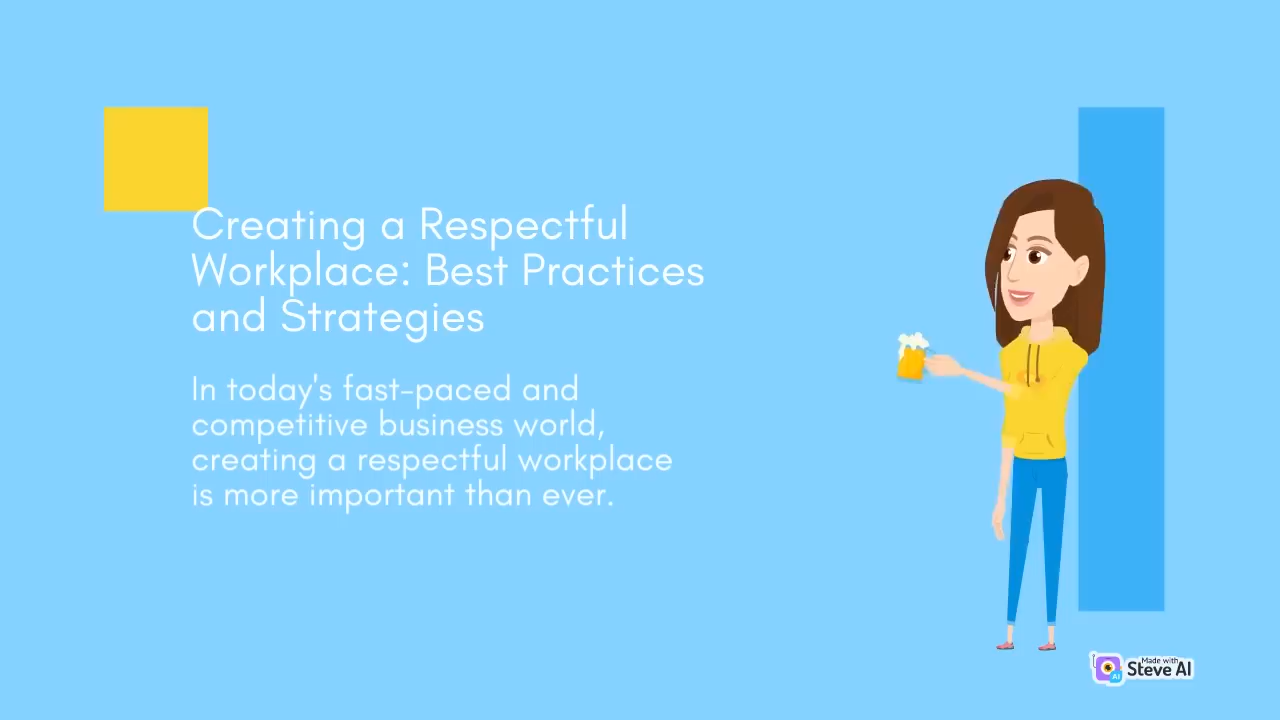 Creating a Respectful
Workplace: Best Practices
and Strategies
In today's fast-paced and
competitive business world,
creating a respectful workplace
is more important than ever.
Made with
Steve AI
AI